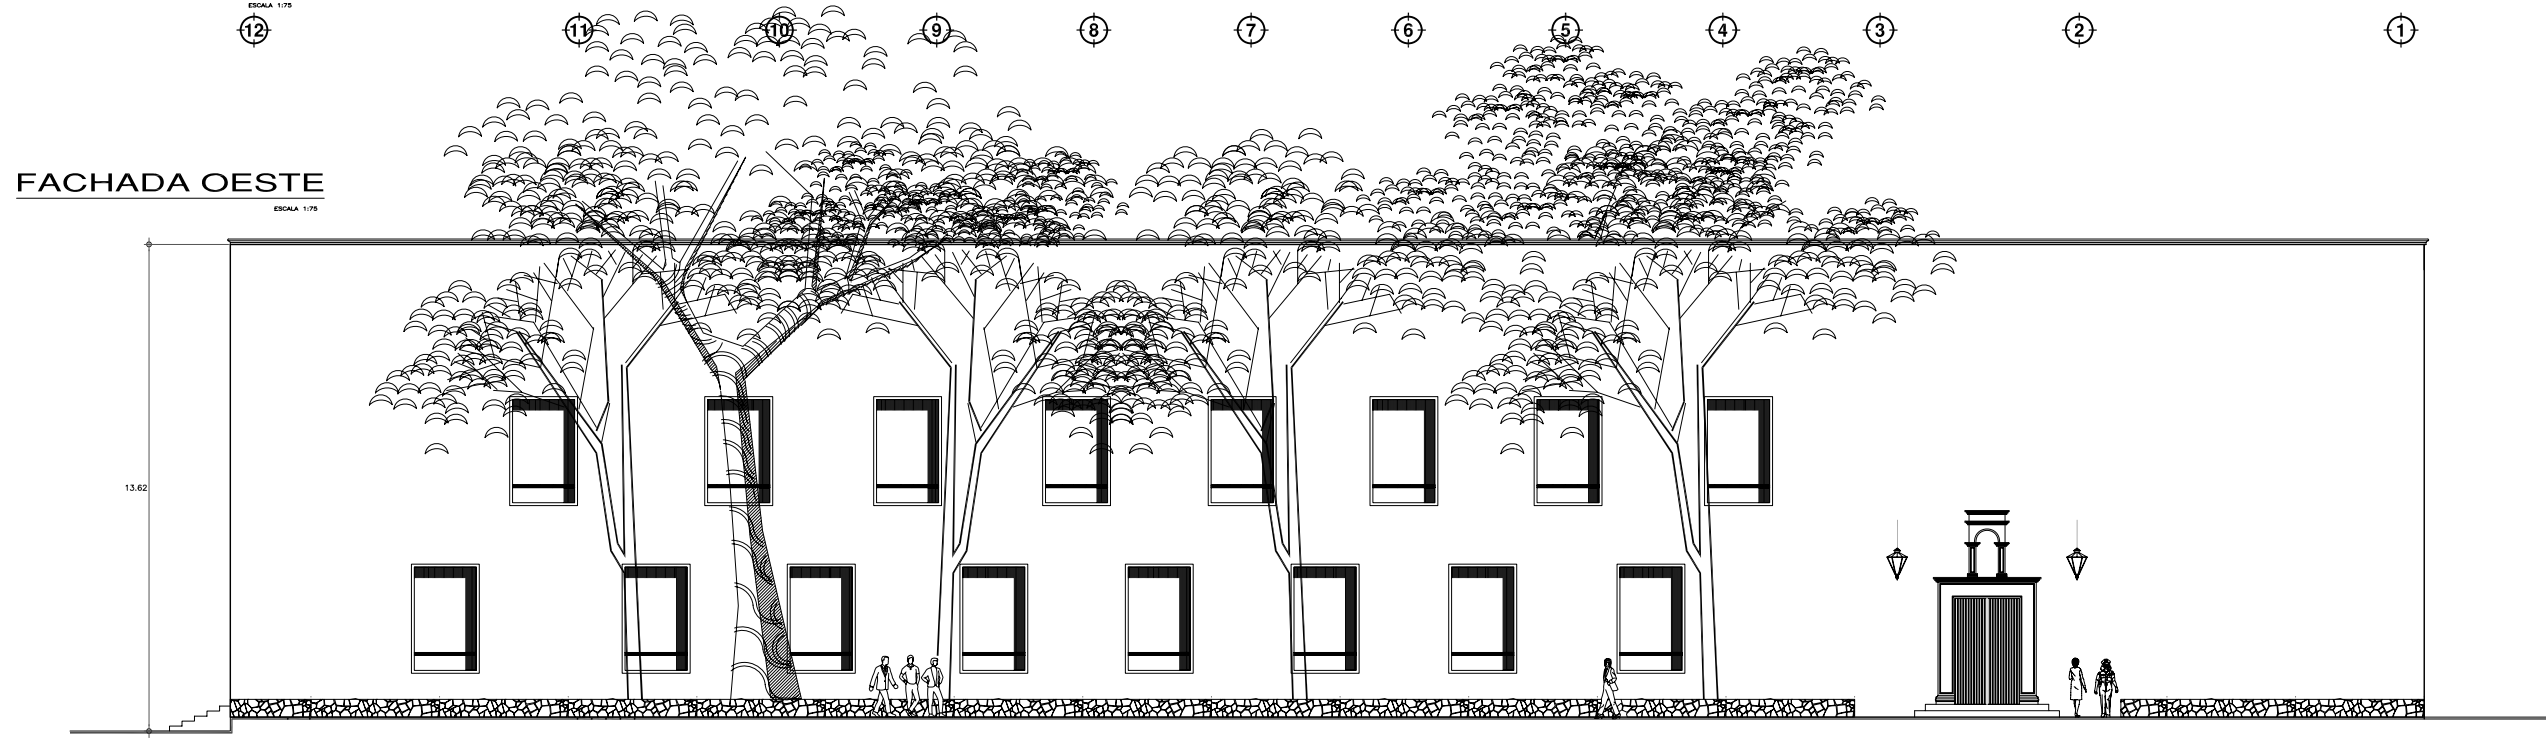 ESCALA 1:75
12 11 10 9 8 7 6 5 4 3 2 1
FACHADA OESTE
ESCALA 1:75
13.62